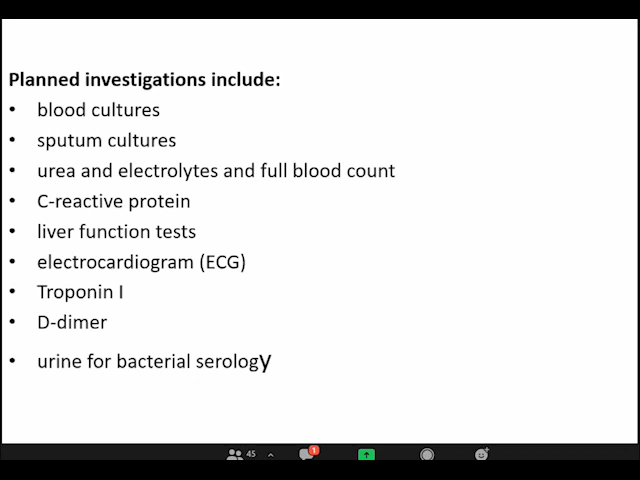 Planned investigations include:
• blood cultures
• sputum cultures
• urea and electrolytes and full blood count
• C-reactive protein
• liver function tests
• electrocardiogram (ECG)
• Troponin I
• D-dimer
• urine for bacterial serology
45 1